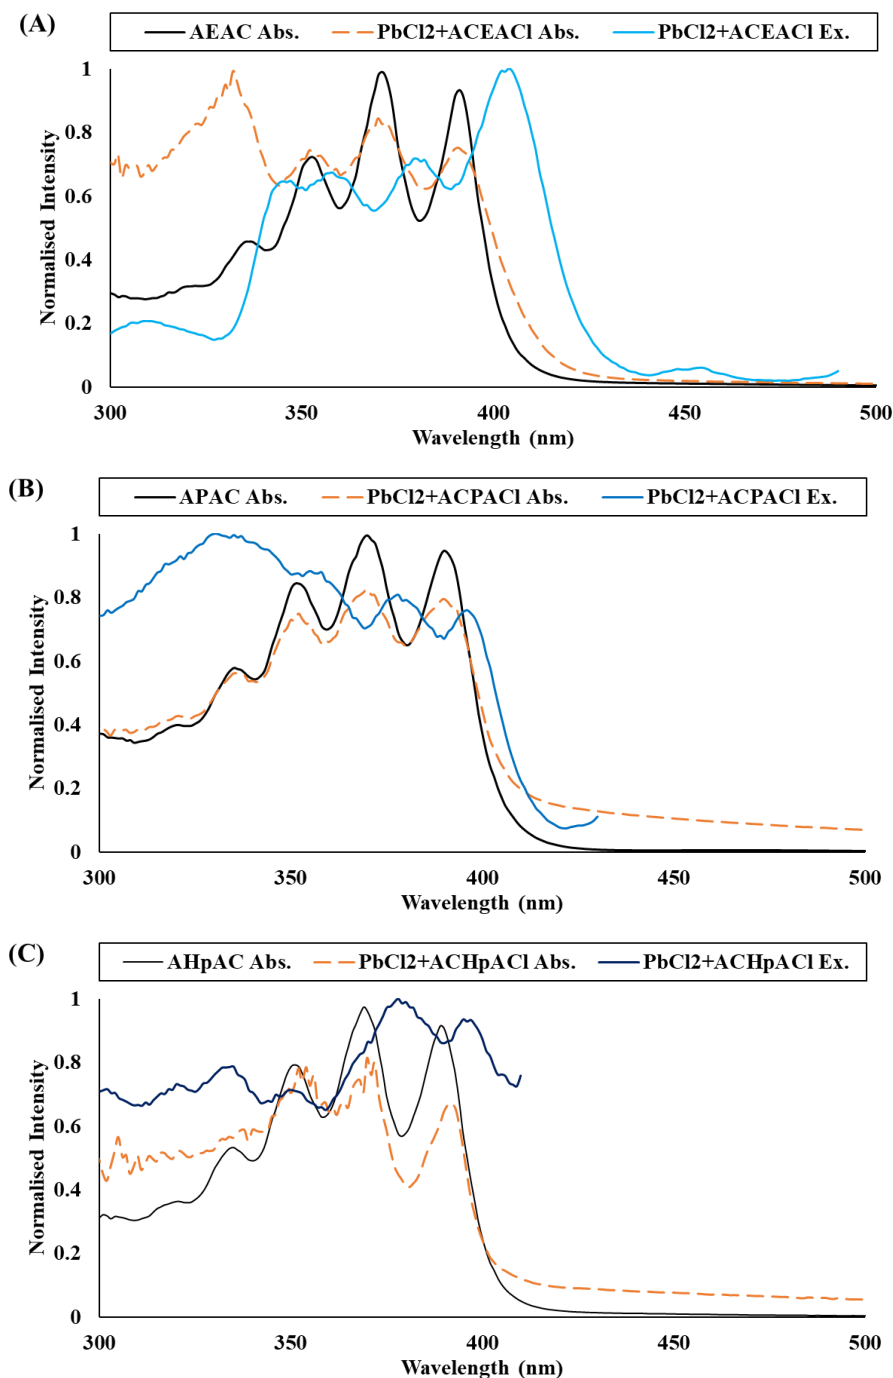 (A)
AEAC Abs. PbCl2+ACEACl Abs. PbCl2+ACEACl Ex.
1
0.8
0.6
0.4
0.2
0
Normalised Intensity
300 350 400 450 500
Wavelength (nm)
(B)
APAC Abs. PbCl2+ACPACl Abs. PbCl2+ACPACl Ex.
1
0.8
0.6
0.4
0.2
0
Normalised Intensity
300 350 400 450 500
Wavelength (nm)
(C)
AHpAC Abs. PbCl2+ACHpACl Abs. PbCl2+ACHpACl Ex.
1
0.8
0.6
0.4
0.2
0
Normalised Intensity
300 350 400 450 500
Wavelength (nm)